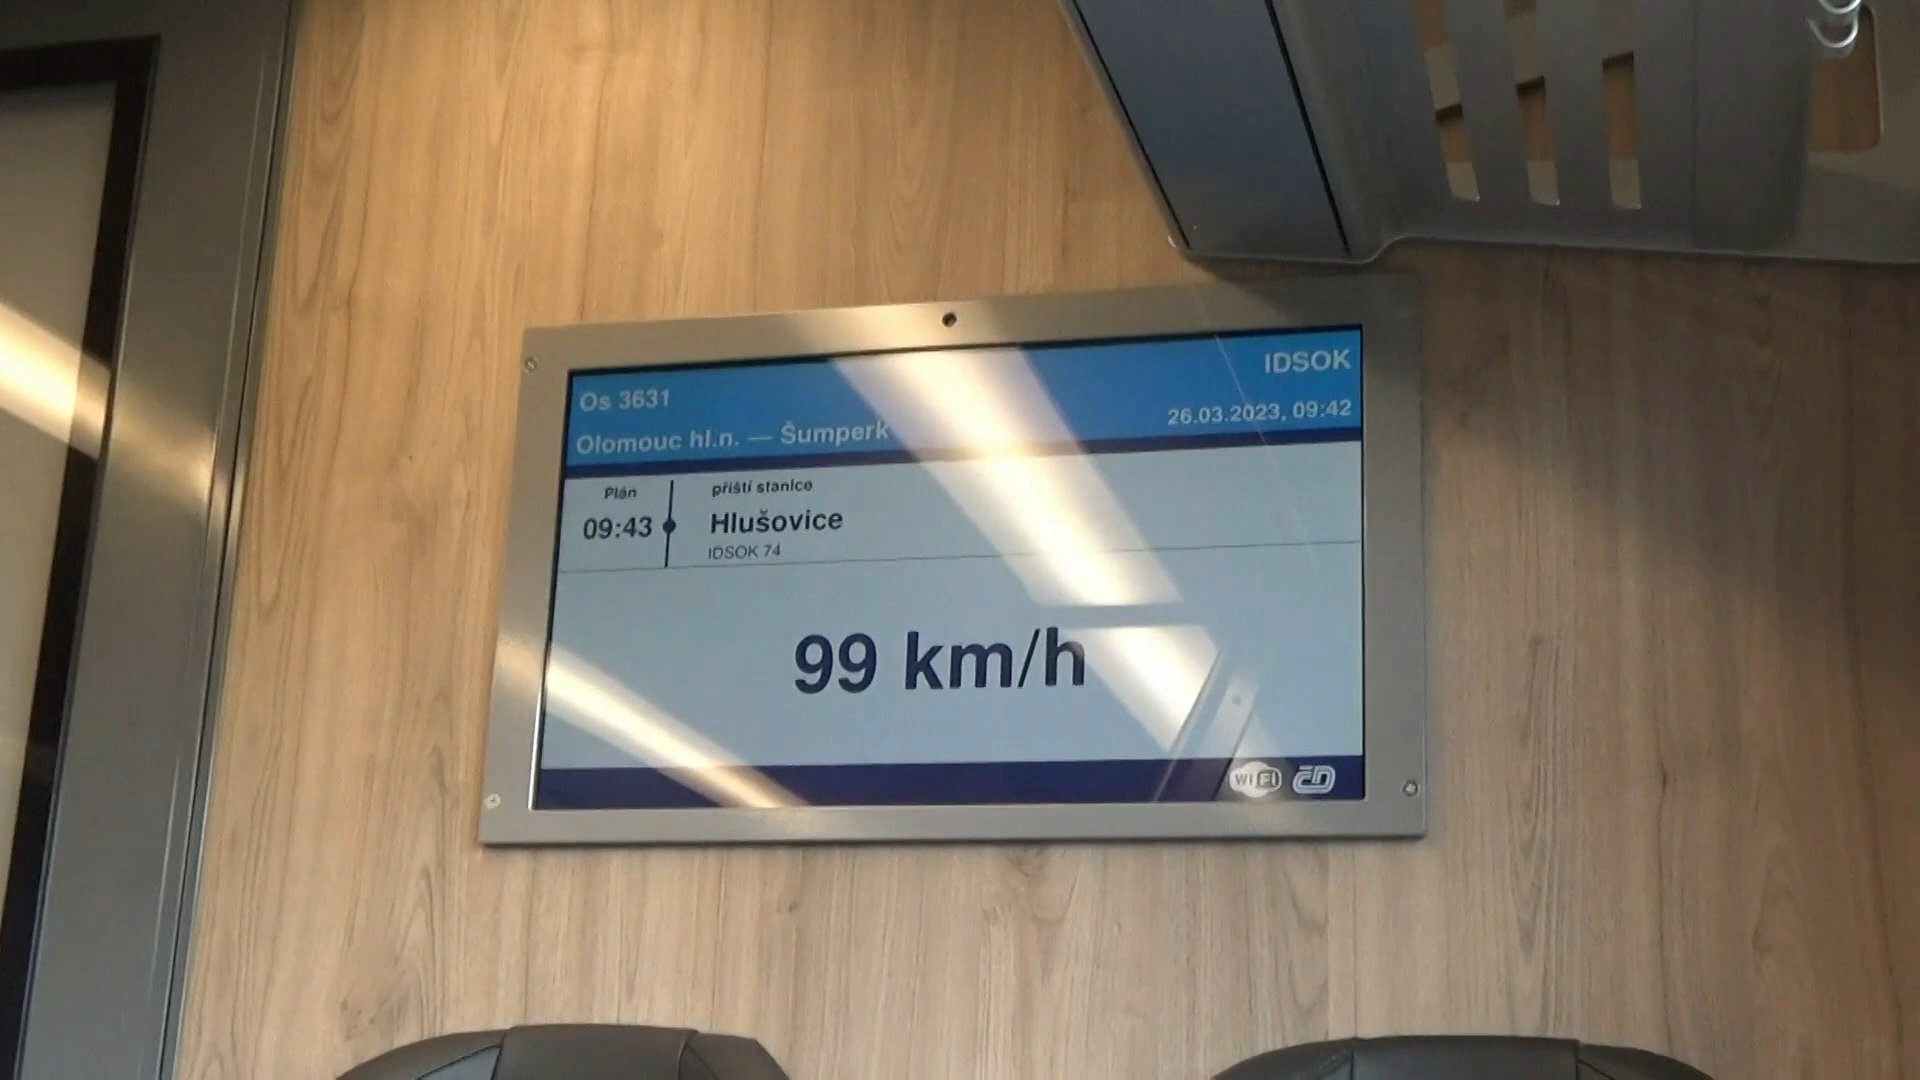 Os 3631
IDSOK
Olomouc hl.n. — Šumperk
26.03.2023, 09:42
Plán
příští stanice
09:43
Hlušovice
IDSOK 74
99 km/h
WiFi
ČD